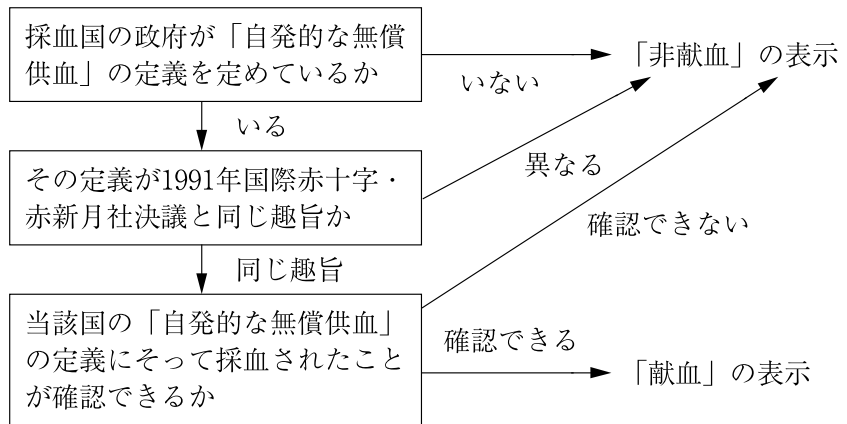 採血国の政府が「自発的な無償
供血」の定義を定めているか
いない
「非献血」の表示
いる
その定義が1991年国際赤十字・
赤新月社決議と同じ趣旨か
異なる
確認できない
同じ趣旨
当該国の「自発的な無償供血」
の定義にそって採血されたこと
が確認できるか
確認できる
「献血」の表示